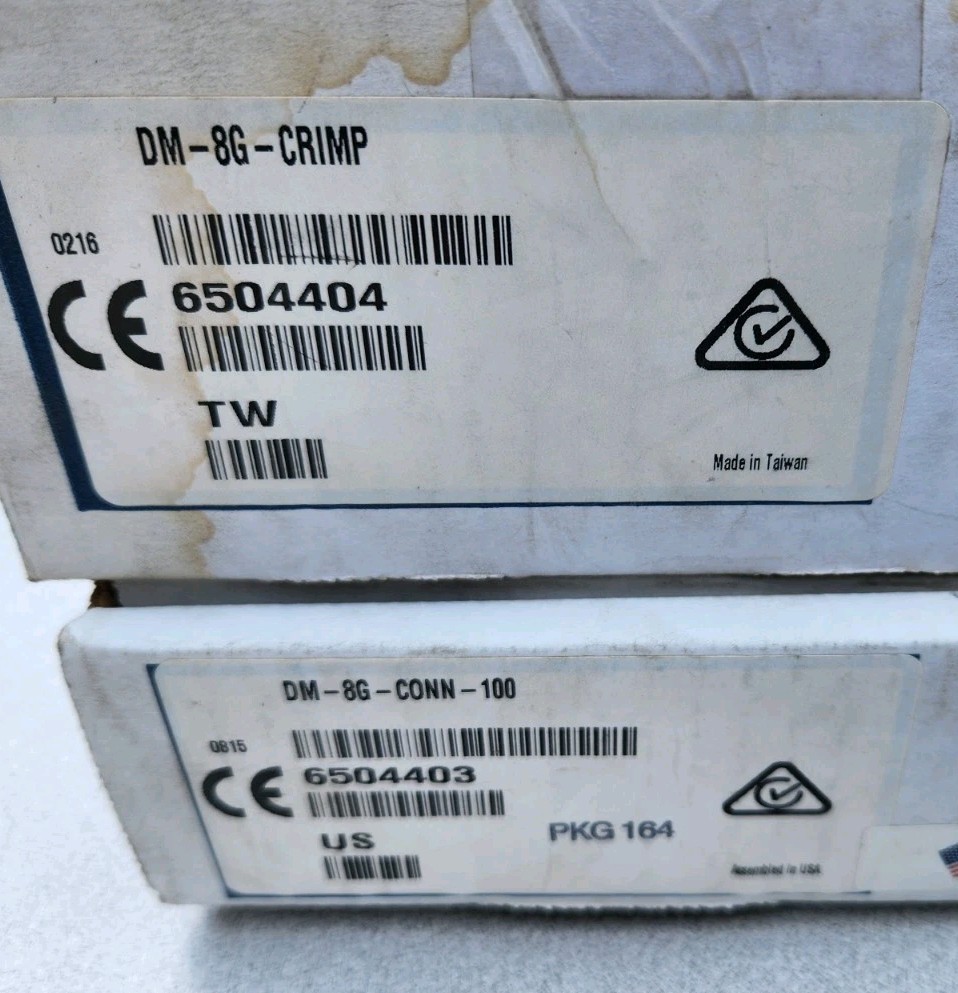 DM-8G-CRIMP
0216
CE
6504404
TW
Made in Taiwan
DM-8G-CONN-100
0815
CE
6504403
US
PKG 164
Assembled in USA